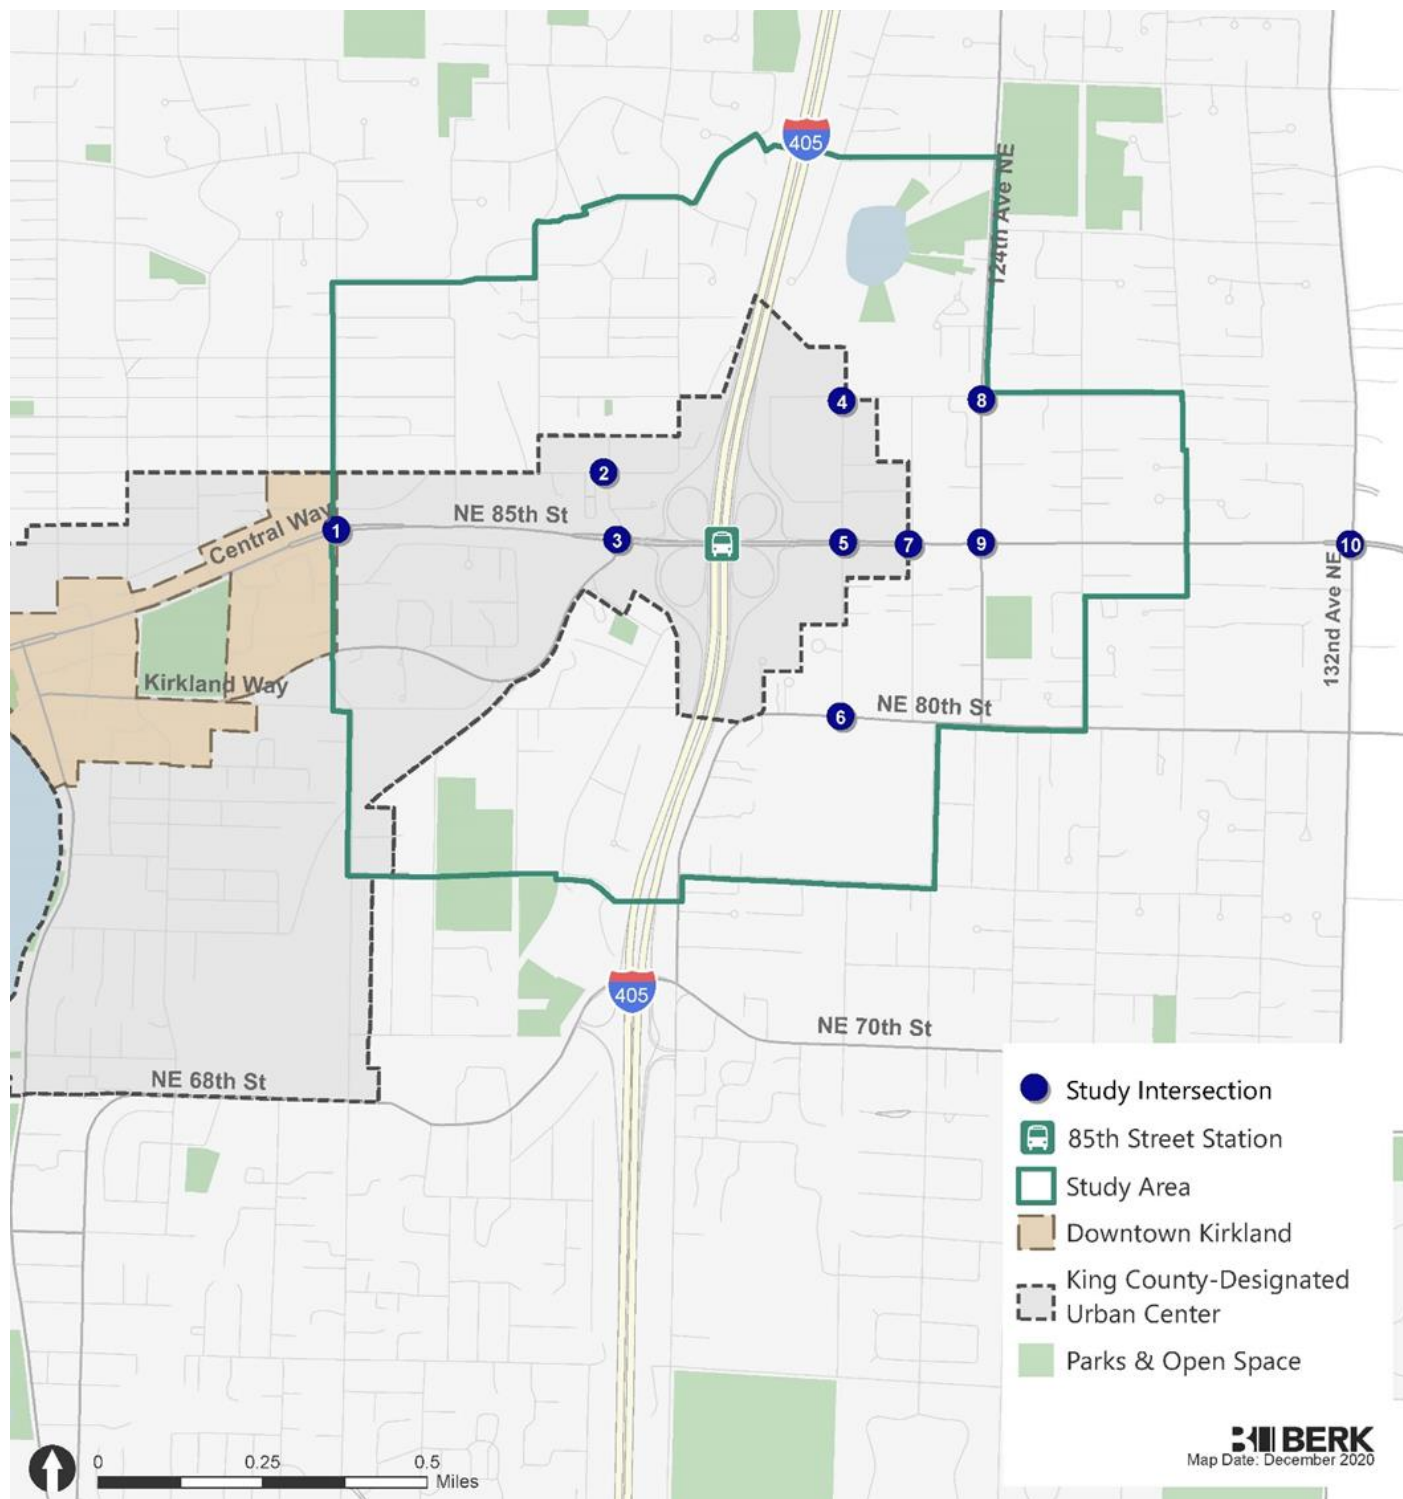 405
124th Ave NE
4
8
2
NE 85th St
Central Way
1
3
5
7
9
10
132nd Ave NE
Kirkland Way
NE 80th St
6
405
NE 70th St
NE 68th St
Study Intersection
85th Street Station
Study Area
Downtown Kirkland
King County-Designated
Urban Center
Parks & Open Space
BERK
Map Date: December 2020
0 0.25 0.5
Miles